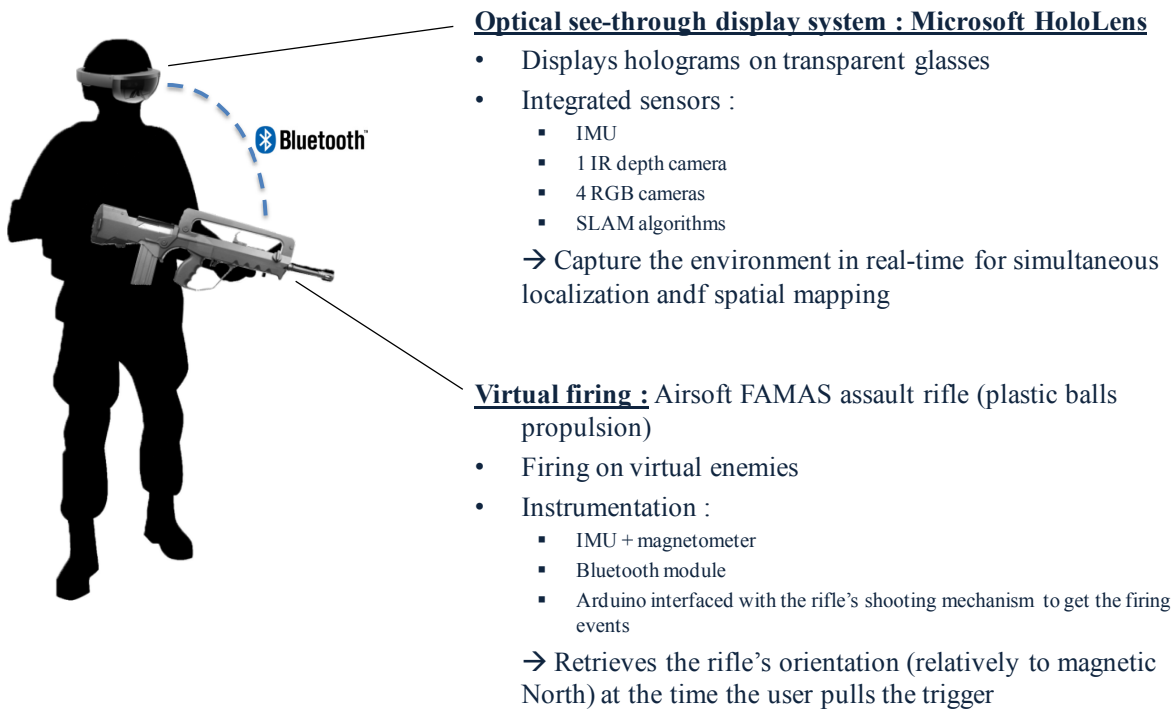 Optical see-through display system : Microsoft HoloLens
• Displays holograms on transparent glasses
• Integrated sensors :
▪ IMU
▪ 1 IR depth camera
▪ 4 RGB cameras
▪ SLAM algorithms
→ Capture the environment in real-time for simultaneous
localization andf spatial mapping
Bluetooth™
Virtual firing : Airsoft FAMAS assault rifle (plastic balls
propulsion)
• Firing on virtual enemies
• Instrumentation :
▪ IMU + magnetometer
▪ Bluetooth module
▪ Arduino interfaced with the rifle’s shooting mechanism to get the firing
events
→ Retrieves the rifle’s orientation (relatively to magnetic
North) at the time the user pulls the trigger